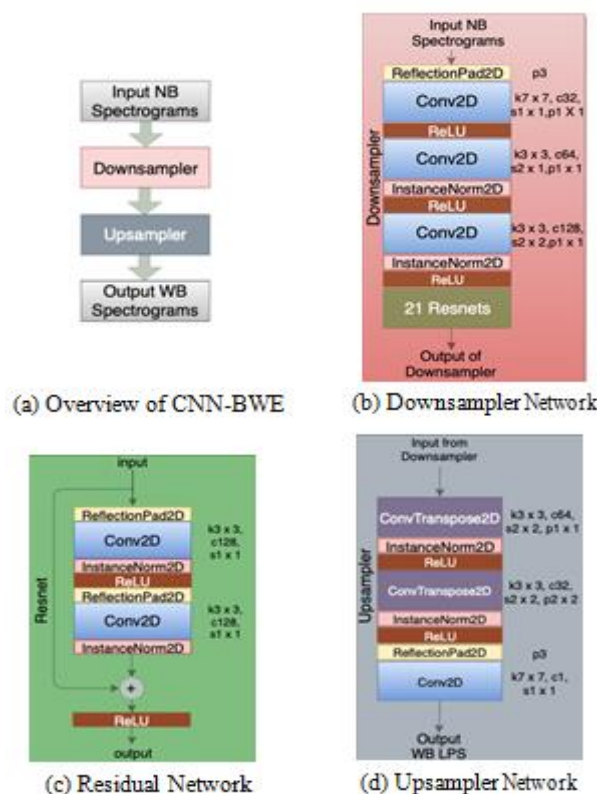 Input NB
Spectrograms
Downsampler
Upsampler
Output WB
Spectrograms
(a) Overview of CNN-BWE
Input NB
Spectrograms
Downsampler
ReflectionPad2D
p3
Conv2D
k7 x 7, c32,
s1 x 1,p1 X 1
ReLU
Conv2D
k3 x 3, c64,
s2 x 1,p1 x 1
InstanceNorm2D
ReLU
Conv2D
k3 x 3, c128,
s2 x 2,p1 x 1
InstanceNorm2D
ReLU
21 Resnets
Output of
Downsampler
(b) Downsampler Network
input
Resnet
ReflectionPad2D
Conv2D
k3 x 3,
c128,
s1 x 1
InstanceNorm2D
ReLU
ReflectionPad2D
Conv2D
k3 x 3,
c128,
s1 x 1
InstanceNorm2D
+
ReLU
output
(c) Residual Network
Input from
Downsampler
Upsampler
ConvTranspose2D
k3 x 3, c64,
s2 x 2, p1 x 1
InstanceNorm2D
ReLU
ConvTranspose2D
k3 x 3, c32,
s2 x 2, p2 x 2
InstanceNorm2D
ReLU
ReflectionPad2D
p3
Conv2D
k7 x 7, c1,
s1 x 1
Output
WB LPS
(d) Upsampler Network